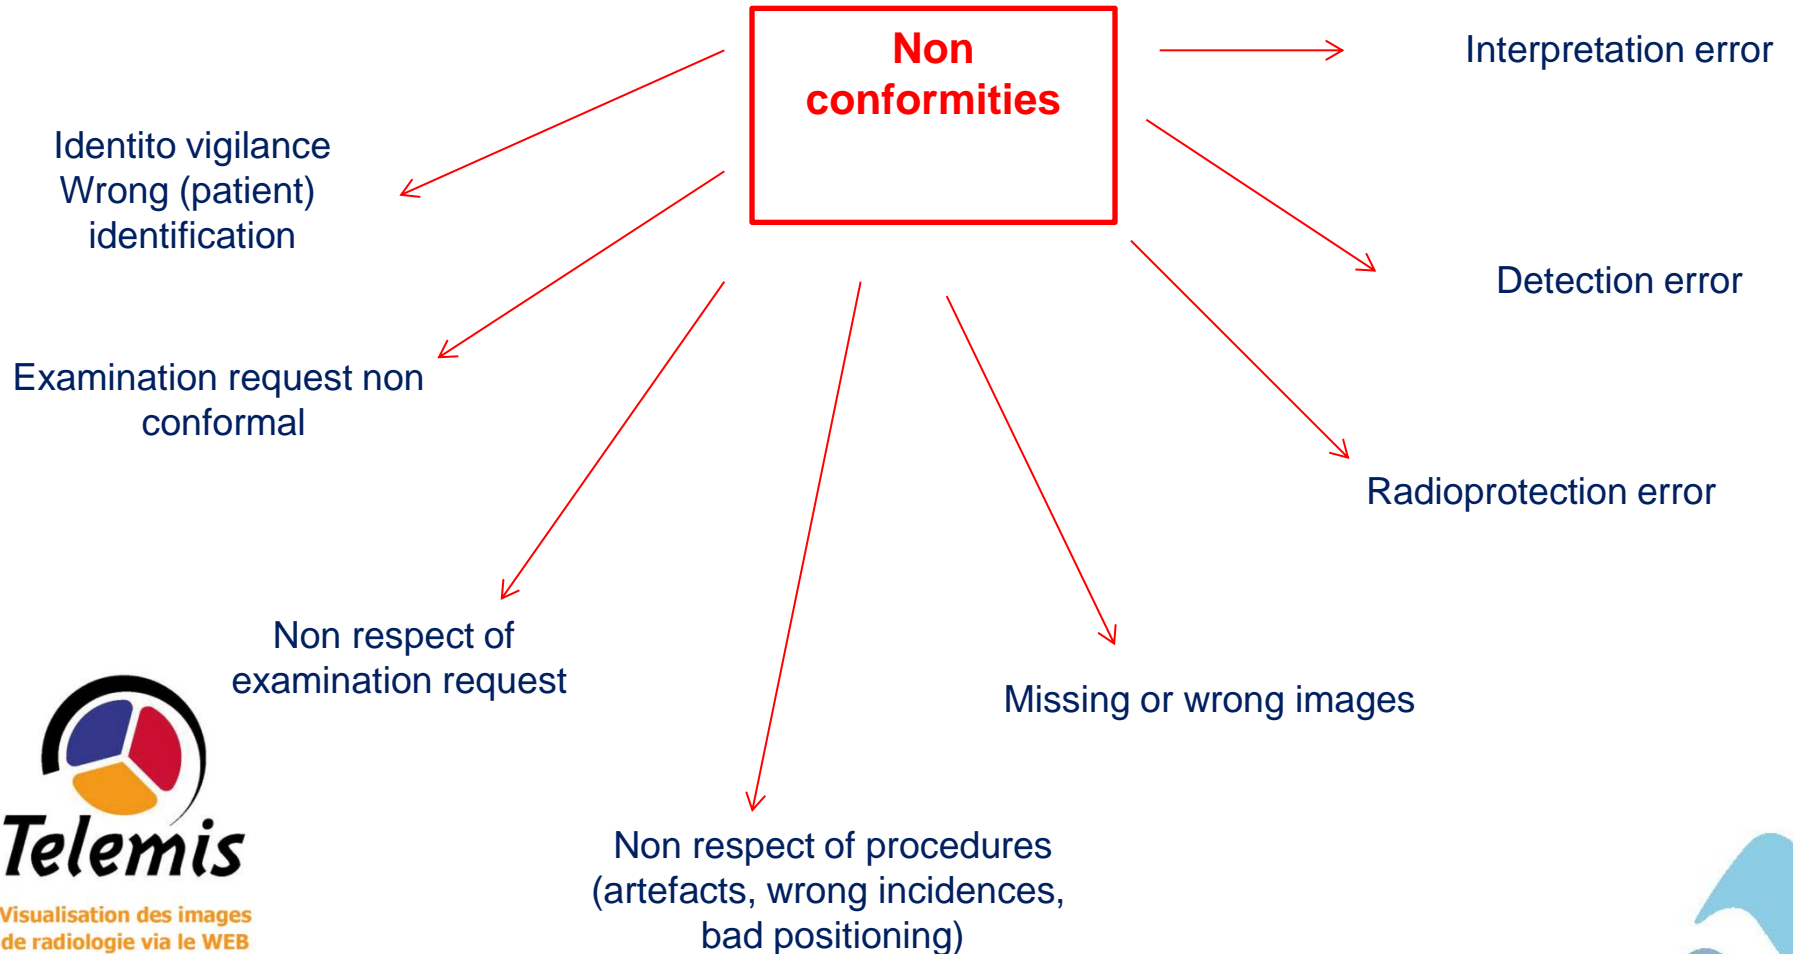 Non
conformities
Interpretation error
Identito vigilance
Wrong (patient)
identification
Detection error
Examination request non
conformal
Radioprotection error
Non respect of
examination request
Missing or wrong images
Non respect of procedures
(artefacts, wrong incidences,
bad positioning)
Telemis
Visualisation des images
de radiologie via le WEB